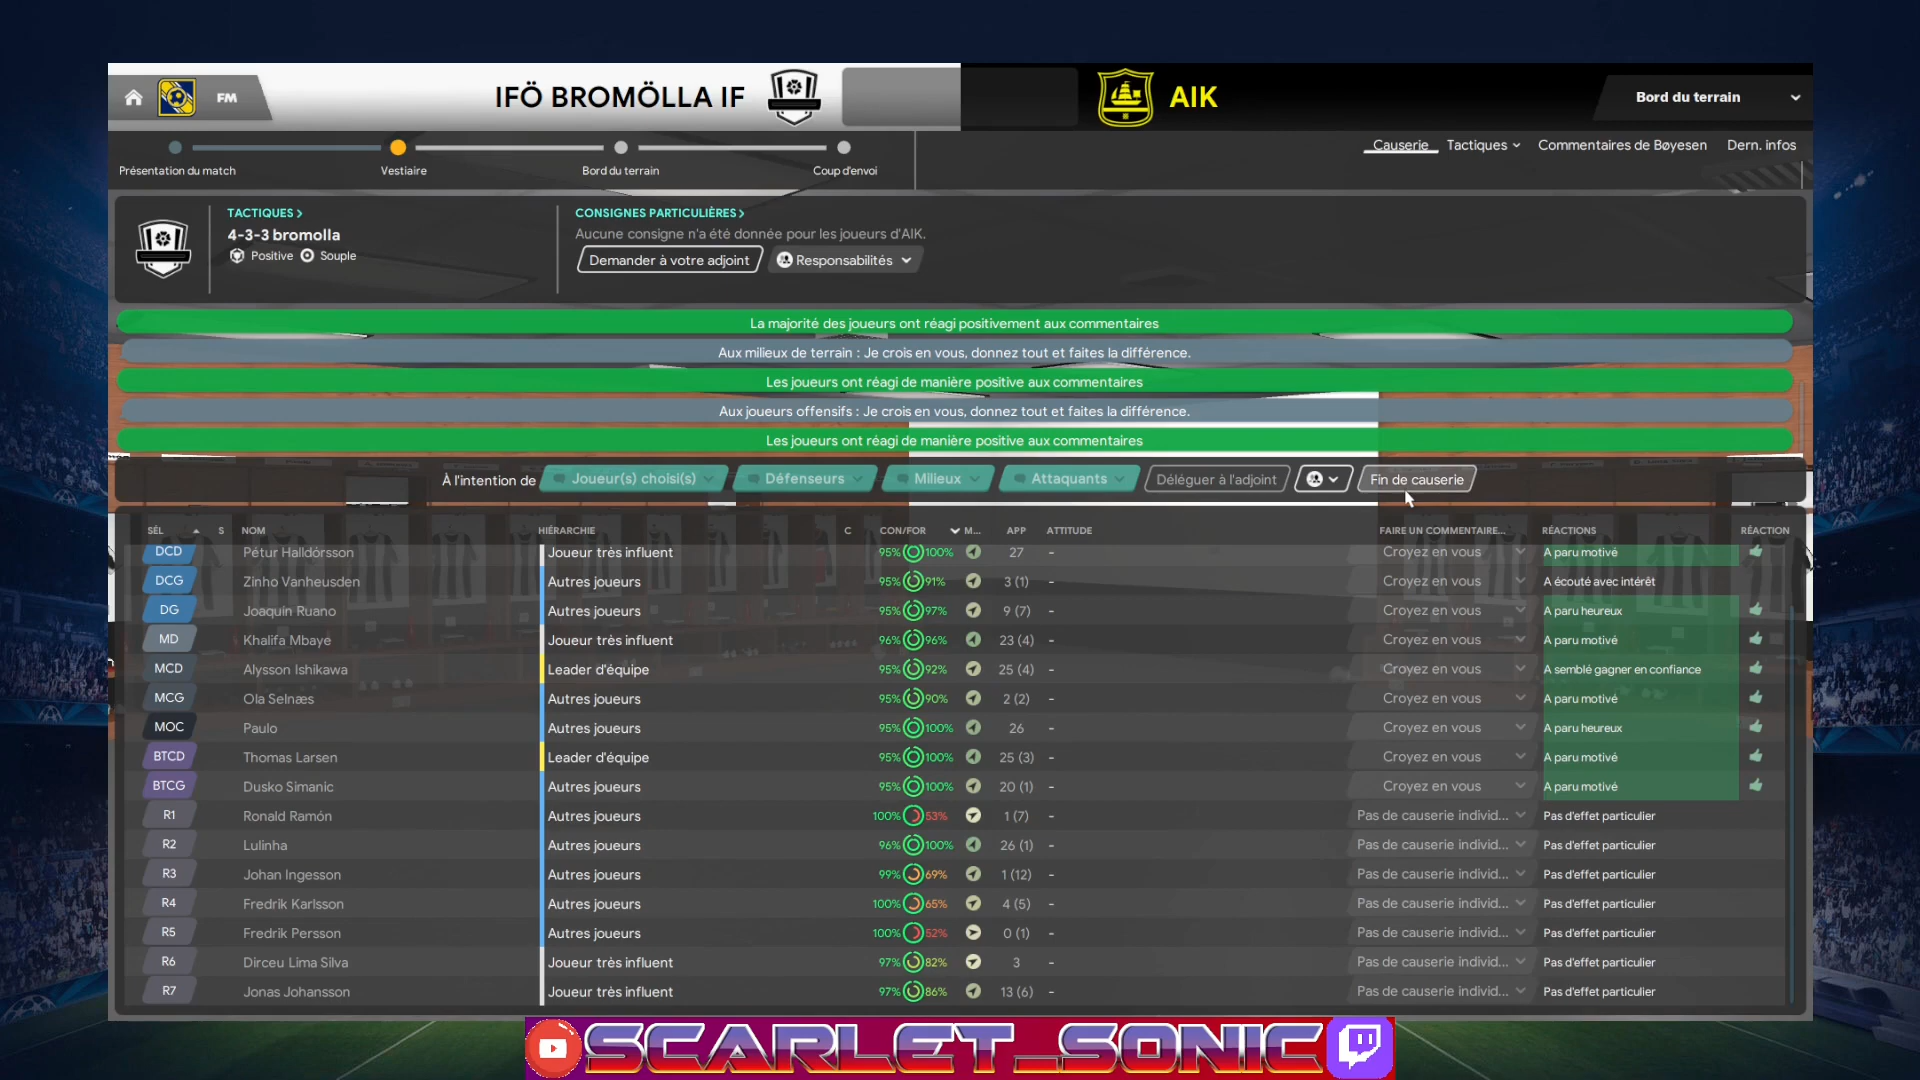 FM
IFÖ BROMÖLLA IF
AIK
Bord du terrain
Présentation du match
Vestiaire
Bord du terrain
Coup d'envoi
Causerie
Tactiques
Commentaires de Bøyesen
Dern. infos
TACTIQUES
4-3-3 bromolla
Positive
Souple
CONSIGNES PARTICULIÈRES
Aucune consigne n'a été donnée pour les joueurs d'AIK.
Demander à votre adjoint
Responsabilités
La majorité des joueurs ont réagi positivement aux commentaires
Aux milieux de terrain : Je crois en vous, donnez tout et faites la différence.
Les joueurs ont réagi de manière positive aux commentaires
Aux joueurs offensifs : Je crois en vous, donnez tout et faites la différence.
Les joueurs ont réagi de manière positive aux commentaires
À l'intention de Joueur(s) choisi(s) Défenseurs Milieux Attaquants Déléguer à l'adjoint Fin de causerie
SÉL S NOM HIÉRARCHIE C CON/FOR M... APP ATTITUDE FAIRE UN COMMENTAIRE... RÉACTIONS RÉACTION
DCD Pétur Halldórsson Joueur très influent 95% 100% 27 - Croyez en vous A paru motivé
DCG Zinho Vanheusden Autres joueurs 95% 91% 3 (1) - Croyez en vous A écouté avec intérêt
DG Joaquín Ruano Autres joueurs 95% 97% 9 (7) - Croyez en vous A paru heureux
MD Khalifa Mbaye Joueur très influent 96% 96% 23 (4) - Croyez en vous A paru motivé
MCD Alysson Ishikawa Leader d'équipe 95% 92% 25 (4) - Croyez en vous A semblé gagner en confiance
MCG Ola Selnæs Autres joueurs 95% 90% 2 (2) - Croyez en vous A paru motivé
MOC Paulo Autres joueurs 95% 100% 26 - Croyez en vous A paru heureux
BTCD Thomas Larsen Leader d'équipe 95% 100% 25 (3) - Croyez en vous A paru motivé
BTCG Dusko Simanic Autres joueurs 95% 100% 20 (1) - Croyez en vous A paru motivé
R1 Ronald Ramón Autres joueurs 100% 53% 1 (7) - Pas de causerie individ... Pas d'effet particulier
R2 Lulinha Autres joueurs 96% 100% 26 (1) - Pas de causerie individ... Pas d'effet particulier
R3 Johan Ingesson Autres joueurs 99% 69% 1 (12) - Pas de causerie individ... Pas d'effet particulier
R4 Fredrik Karlsson Autres joueurs 100% 65% 4 (5) - Pas de causerie individ... Pas d'effet particulier
R5 Fredrik Persson Autres joueurs 100% 52% 0 (1) - Pas de causerie individ... Pas d'effet particulier
R6 Dirceu Lima Silva Joueur très influent 97% 82% 3 - Pas de causerie individ... Pas d'effet particulier
R7 Jonas Johansson Joueur très influent 97% 86% 13 (6) - Pas de causerie individ... Pas d'effet particulier
SCARLET_SONIC